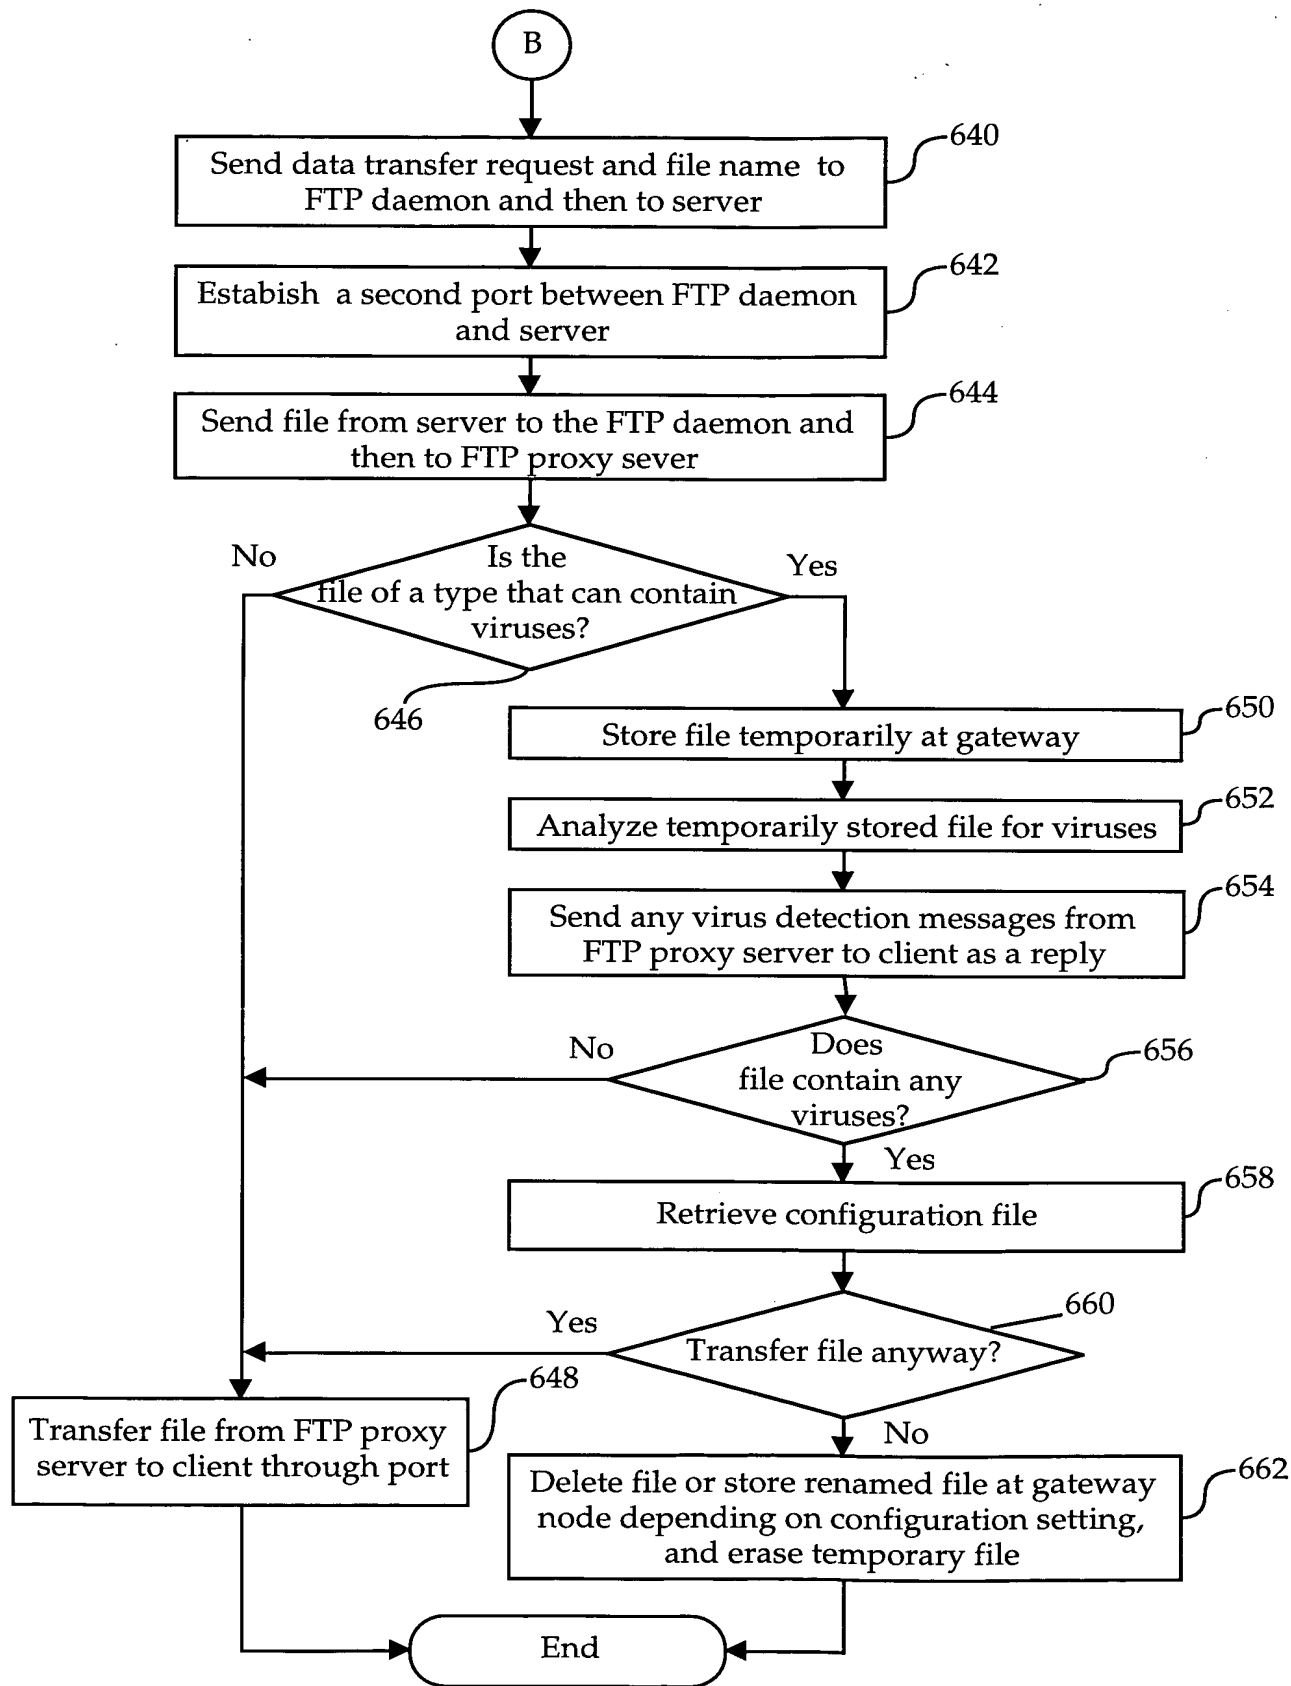 B
640
Send data transfer request and file name to
FTP daemon and then to server
642
Estabish a second port between FTP daemon
and server
644
Send file from server to the FTP daemon and
then to FTP proxy sever
No
Is the
file of a type that can contain
viruses?
Yes
646
650
Store file temporarily at gateway
652
Analyze temporarily stored file for viruses
654
Send any virus detection messages from
FTP proxy server to client as a reply
No
Does
file contain any
viruses?
656
Yes
658
Retrieve configuration file
660
Yes
Transfer file anyway?
648
Transfer file from FTP proxy
server to client through port
No
662
Delete file or store renamed file at gateway
node depending on configuration setting,
and erase temporary file
End